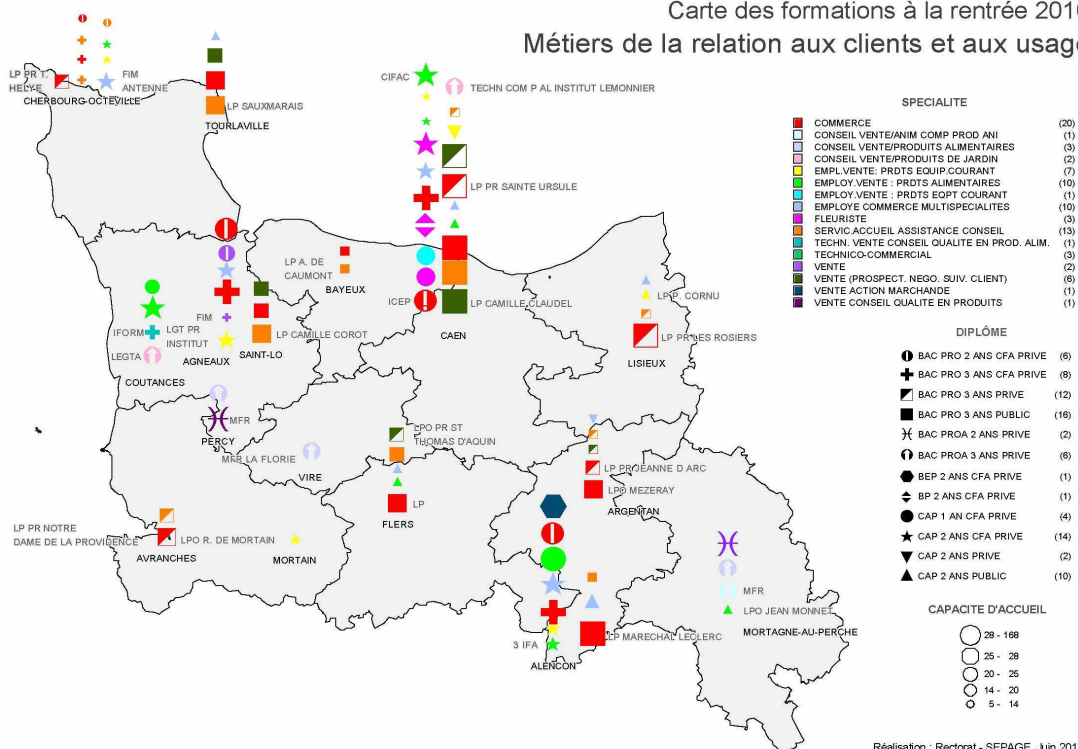 Carte des formations à la rentrée 201
Métiers de la relation aux clients et aux usage
LP PR T.
HELYE
CHERBOURG-OCTEVILLE
FIM
ANTENNE
LP SAUXMARAIS
TOURLAVILLE
CIFAC
TECHN COM P AL INSTITUT LEMONNIER
LP PR SAINTE URSULE
LP A. DE
CAUMONT
BAYEUX
ICEP
LP CAMILLE CLAUDEL
CAEN
LP P. CORNU
LP PR LES ROSIERS
LISIEUX
IFORM
LGT PR
INSTITUT
LEGTA
COUTANCES
FIM
AGNEAUX
LP CAMILLE COROT
SAINT-LO
MFR
PERCY
MFR LA FLORIE
VIRE
LPO PR ST
THOMAS D'AQUIN
LP
FLERS
LP PR JEANNE D ARC
LPO MEZERAY
ARGENTAN
LP PR NOTRE
DAME DE LA PROVIDENCE
LPO R. DE MORTAIN
AVRANCHES
MORTAIN
MFR
LPO JEAN MONNET
MORTAGNE-AU-PERCHE
3 IFA
LP MARECHAL LECLERC
ALENCON
SPECIALITE
COMMERCE (20)
CONSEIL VENTE/ANIM COMP PROD ANI (1)
CONSEIL VENTE/PRODUITS ALIMENTAIRES (3)
CONSEIL VENTE/PRODUITS DE JARDIN (2)
EMPL.VENTE: PRDTS EQUIP.COURANT (7)
EMPLOY.VENTE : PRDTS ALIMENTAIRES (10)
EMPLOY.VENTE : PRDTS EQPT COURANT (1)
EMPLOYE COMMERCE MULTISPECIALITES (10)
FLEURISTE (3)
SERVIC.ACCUEIL ASSISTANCE CONSEIL (13)
TECHN. VENTE CONSEIL QUALITE EN PROD. ALIM. (1)
TECHNICO-COMMERCIAL (3)
VENTE (2)
VENTE (PROSPECT. NEGO. SUIV. CLIENT) (6)
VENTE ACTION MARCHANDE (1)
VENTE CONSEIL QUALITE EN PRODUITS (1)
DIPLÔME
BAC PRO 2 ANS CFA PRIVE (6)
BAC PRO 3 ANS CFA PRIVE (8)
BAC PRO 3 ANS PRIVE (12)
BAC PRO 3 ANS PUBLIC (16)
BAC PROA 2 ANS PRIVE (2)
BAC PROA 3 ANS PRIVE (6)
BEP 2 ANS CFA PRIVE (1)
BP 2 ANS CFA PRIVE (1)
CAP 1 AN CFA PRIVE (4)
CAP 2 ANS CFA PRIVE (14)
CAP 2 ANS PRIVE (2)
CAP 2 ANS PUBLIC (10)
CAPACITE D'ACCUEIL
28 - 168
25 - 28
20 - 25
14 - 20
5 - 14
Réalisation : Rectorat - SEPAGE Juin 201